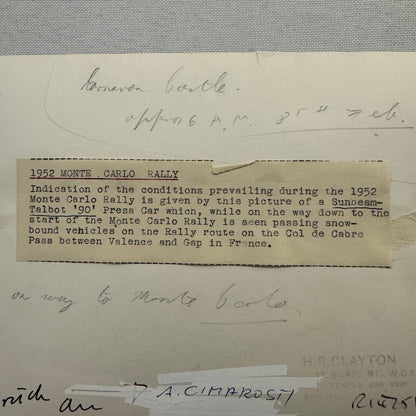 Castle.
approx 6 A.M. 25th Feb.
1952 MONTE CARLO RALLY
Indication of the conditions prevailing during the 1952
Monte Carlo Rally is given by this picture of a Sunbeam-
Talbot '90' Press Car which, while on the way down to the
start of the Monte Carlo Rally is seen passing snow-
bound vehicles on the Rally route on the Col de Cabre
Pass between Valence and Gap in France.
on way to Monte Carlo.
H.R. CLAYTON
TEMPLE BAR
A. CIMAROSTI
an